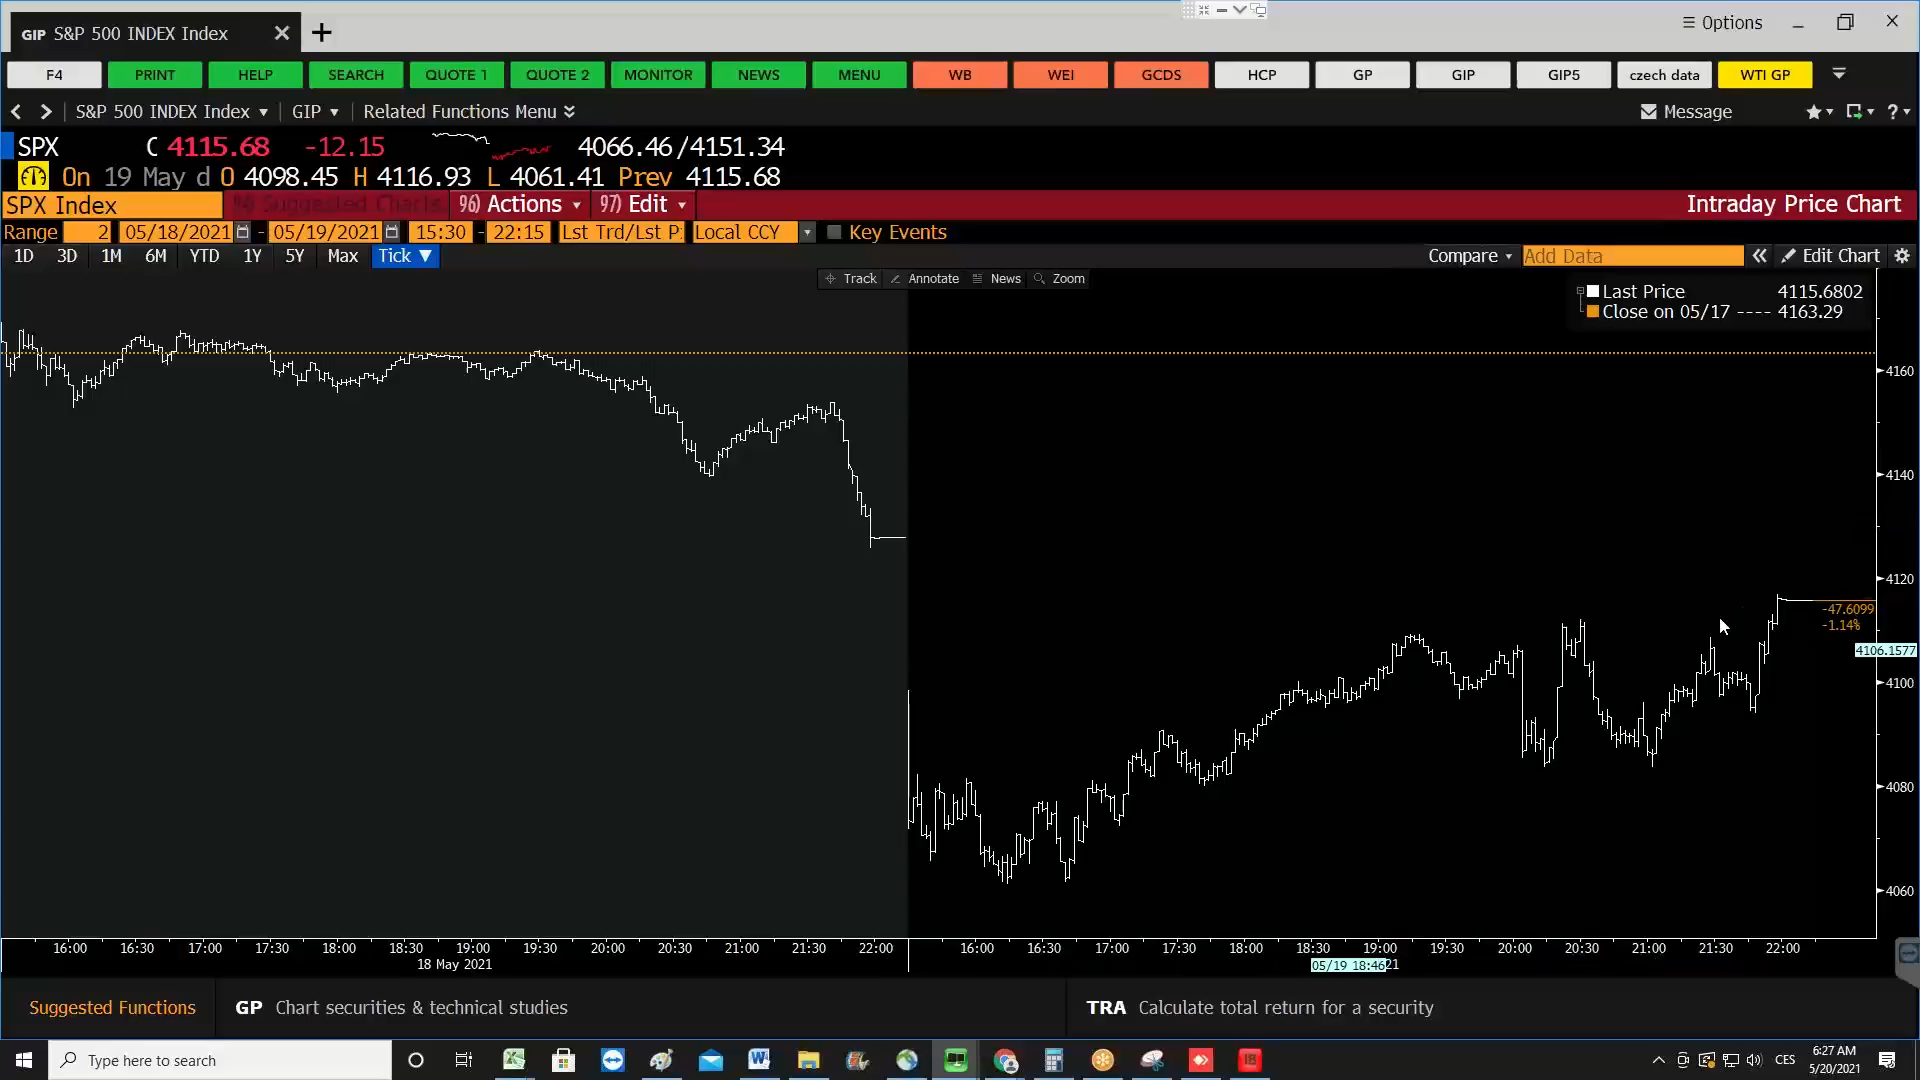 GIP S&P 500 INDEX Index
Options
F4 PRINT HELP SEARCH QUOTE 1 QUOTE 2 MONITOR NEWS MENU WB WEI GCDS HCP GP GIP GIP5 czech data WTI GP
S&P 500 INDEX Index GIP Related Functions Menu Message
SPX C 4115.68 -12.15 4066.46/4151.34
On 19 May d O 4098.45 H 4116.93 L 4061.41 Prev 4115.68
SPX Index 94) Suggested Charts 96) Actions 97) Edit Intraday Price Chart
Range 2 05/18/2021 - 05/19/2021 15:30 - 22:15 Lst Trd/Lst P: Local CCY Key Events
1D 3D 1M 6M YTD 1Y 5Y Max Tick ▼ Compare Add Data « Edit Chart
Track Annotate News Zoom
Last Price 4115.6802
Close on 05/17 ---- 4163.29
4160
4140
4120
-47.6099
-1.14%
4106.1577
4100
4080
4060
16:00 16:30 17:00 17:30 18:00 18:30 19:00 19:30 20:00 20:30 21:00 21:30 22:00 16:00 16:30 17:00 17:30 18:00 18:30 19:00 19:30 20:00 20:30 21:00 21:30 22:00
18 May 2021 05/19 18:46 21
Suggested Functions GP Chart securities & technical studies TRA Calculate total return for a security
Type here to search CES 6:27 AM
5/20/2021